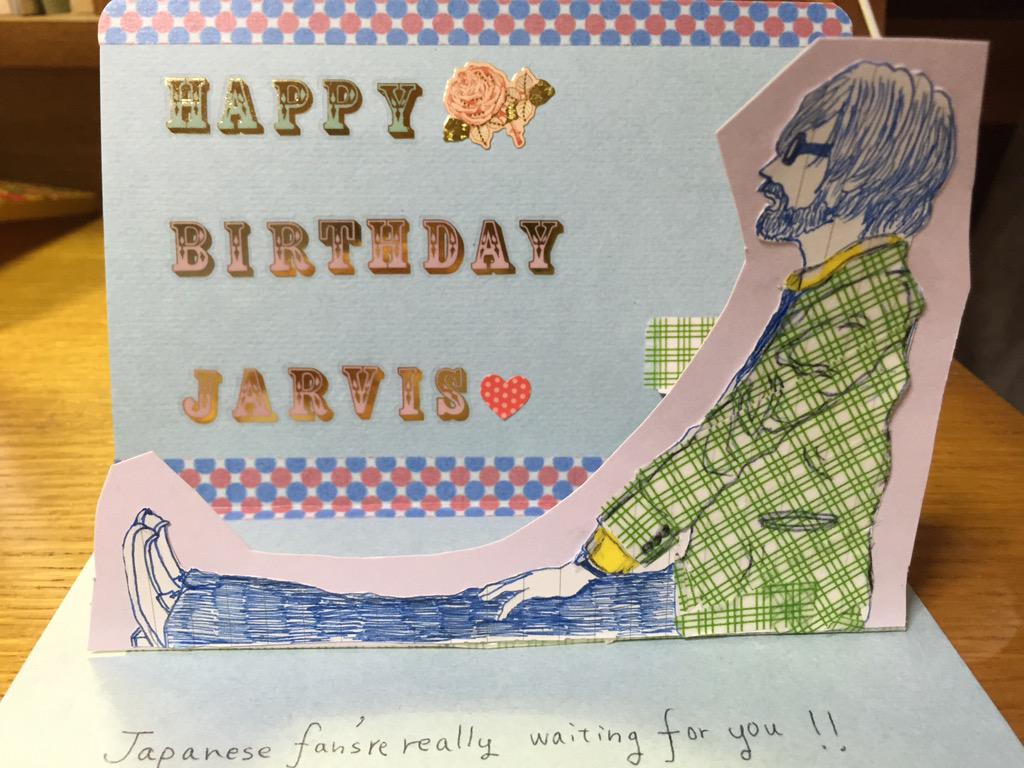 HAPPY
BIRTHDAY
JARVIS
Japanese fans're really waiting for you !!